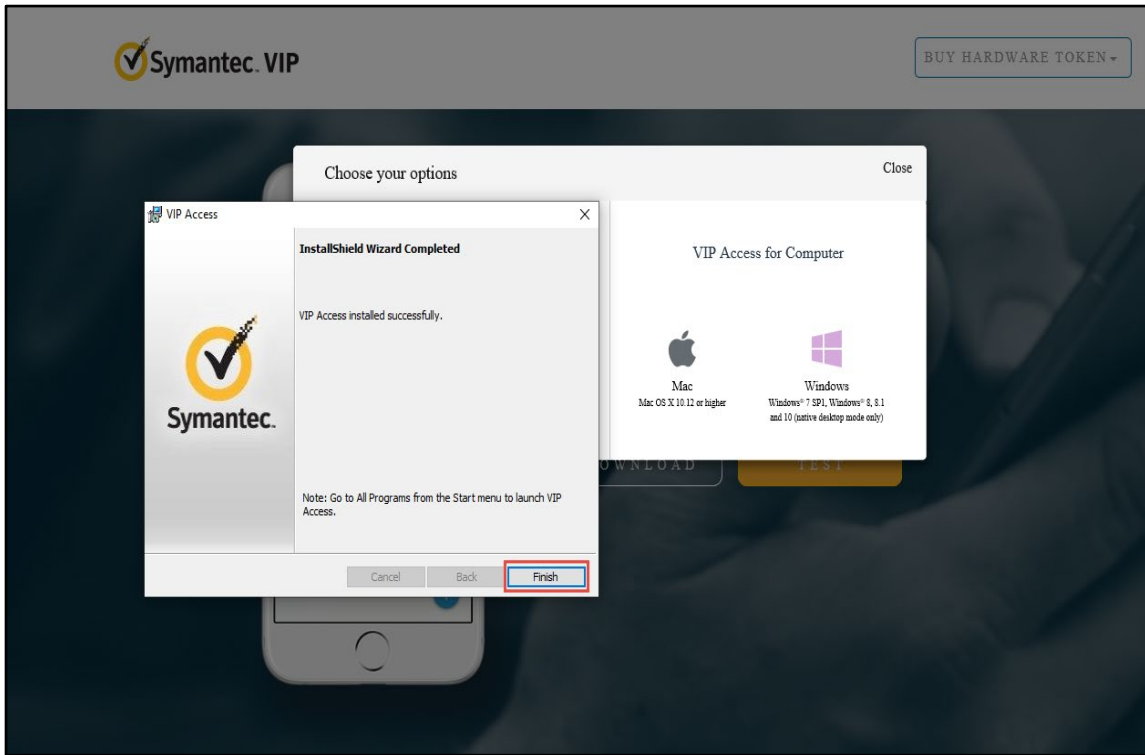 Symantec. VIP
BUY HARDWARE TOKEN
Choose your options
Close
VIP Access
InstallShield Wizard Completed
VIP Access installed successfully.
Symantec.
Note: Go to All Programs from the Start menu to launch VIP
Access.
Cancel
Back
Finish
VIP Access for Computer
Mac
Mac OS X 10.12 or higher
Windows
Windows® 7 SP1, Windows® 8, 8.1
and 10 (native desktop mode only)
OWNLOAD
TEST